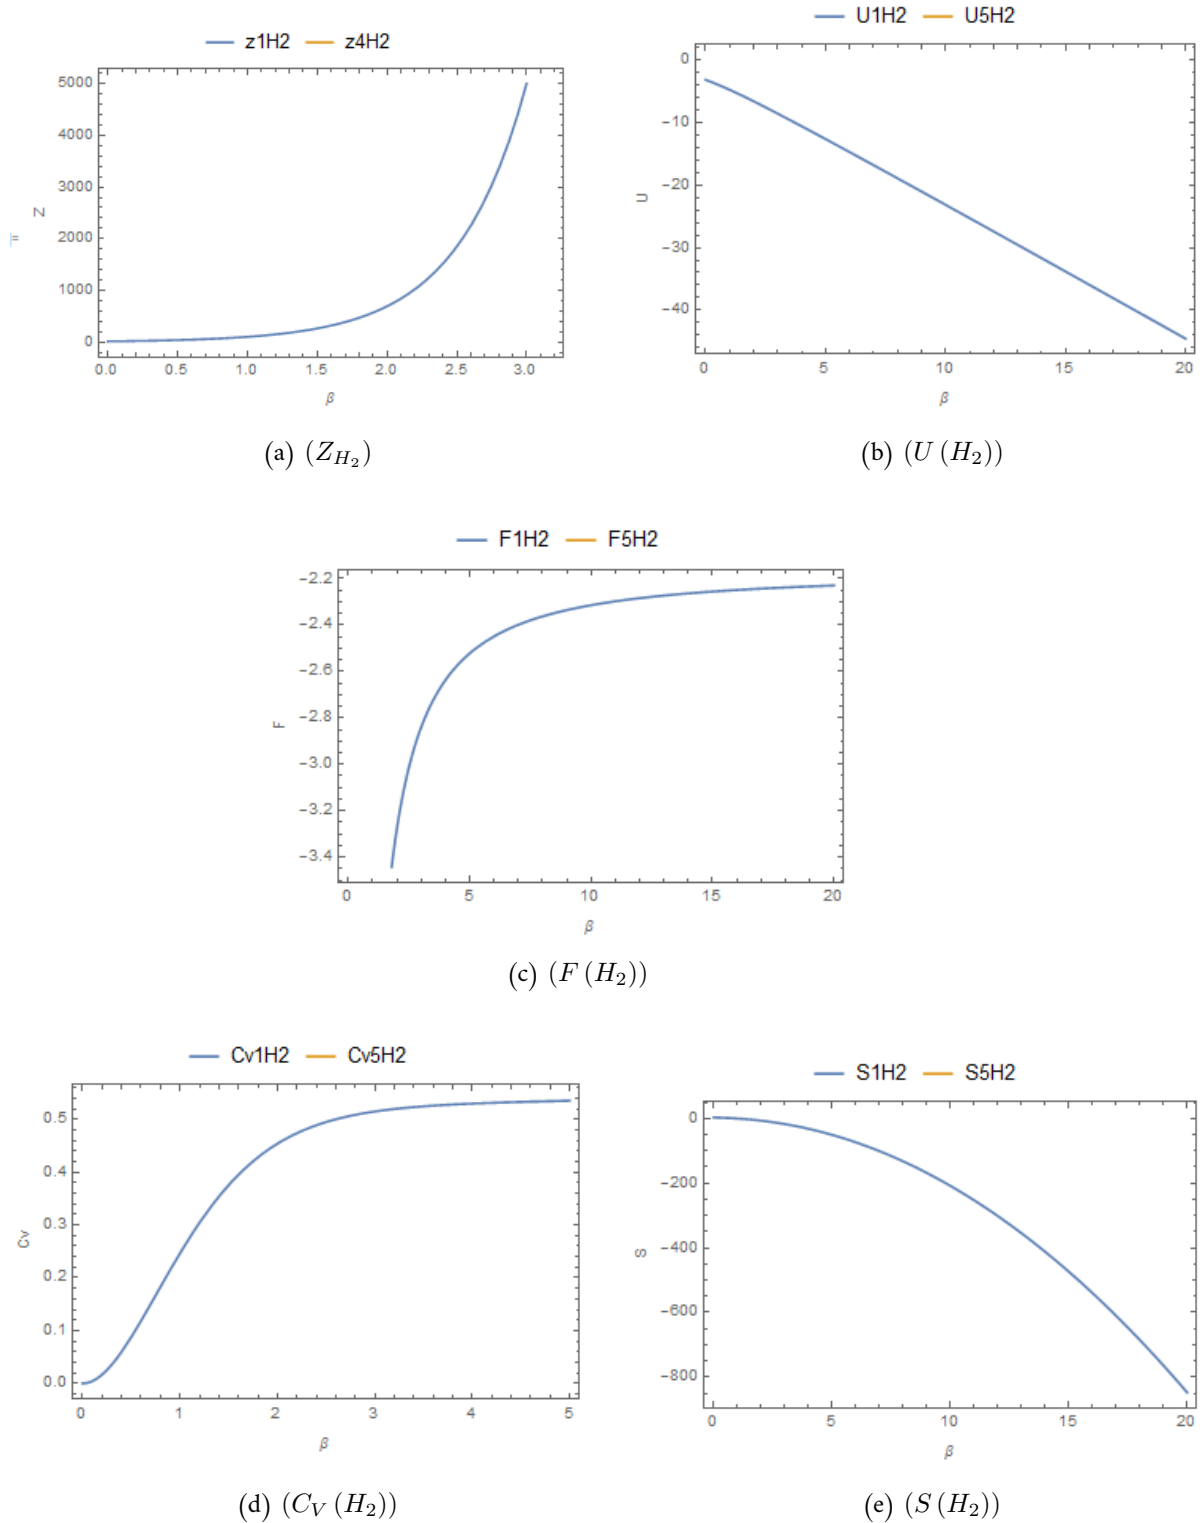 z1H2 z4H2
5000
4000
3000
2000
1000
0
Z
0.0 0.5 1.0 1.5 2.0 2.5 3.0
β
(a) (Z_{H_2})
U1H2 U5H2
0
−10
−20
−30
−40
U
0 5 10 15 20
β
(b) (U (H_2))
F1H2 F5H2
−2.2
−2.4
−2.6
−2.8
−3.0
−3.2
−3.4
F
0 5 10 15 20
β
(c) (F (H_2))
Cv1H2 Cv5H2
0.5
0.4
0.3
0.2
0.1
0.0
Cv
0 1 2 3 4 5
β
(d) (C_V (H_2))
S1H2 S5H2
0
−200
−400
−600
−800
S
0 5 10 15 20
β
(e) (S (H_2))